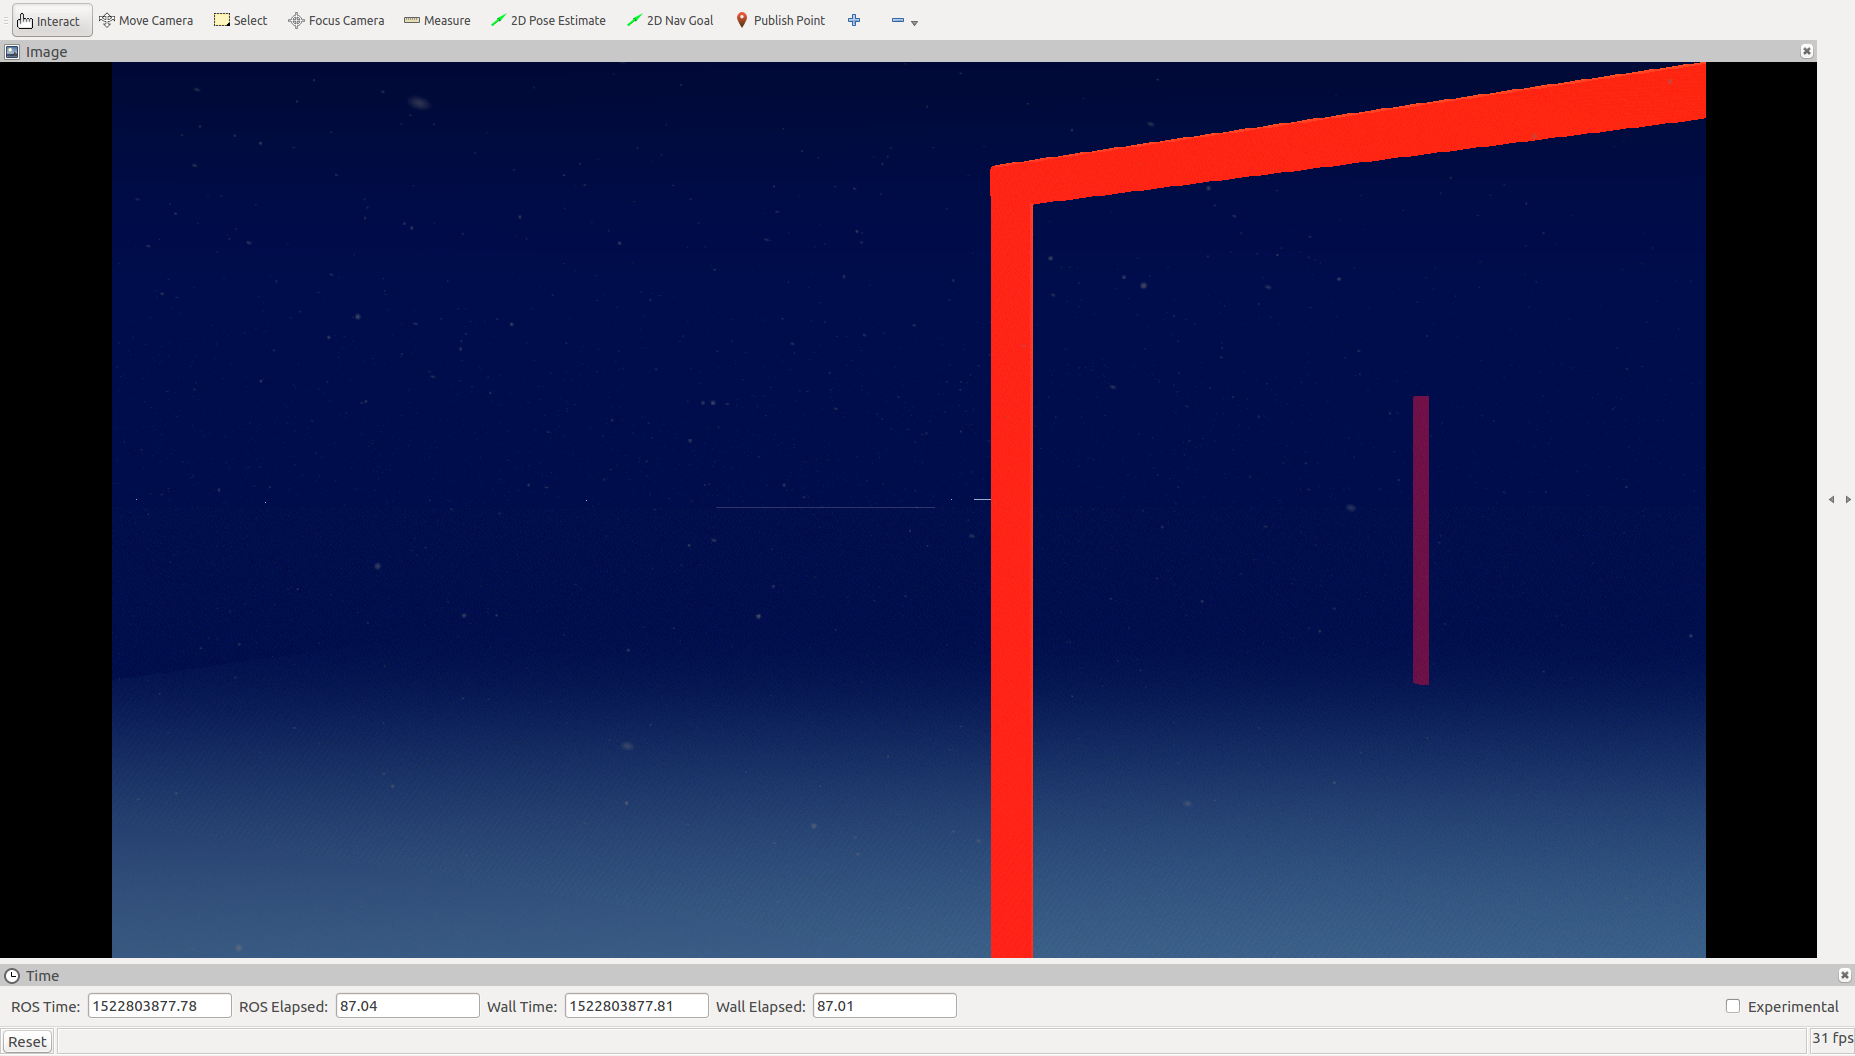 Interact Move Camera Select Focus Camera Measure 2D Pose Estimate 2D Nav Goal Publish Point
Image
Time
ROS Time: 1522803877.78 ROS Elapsed: 87.04 Wall Time: 1522803877.81 Wall Elapsed: 87.01 Experimental
Reset 31 fps